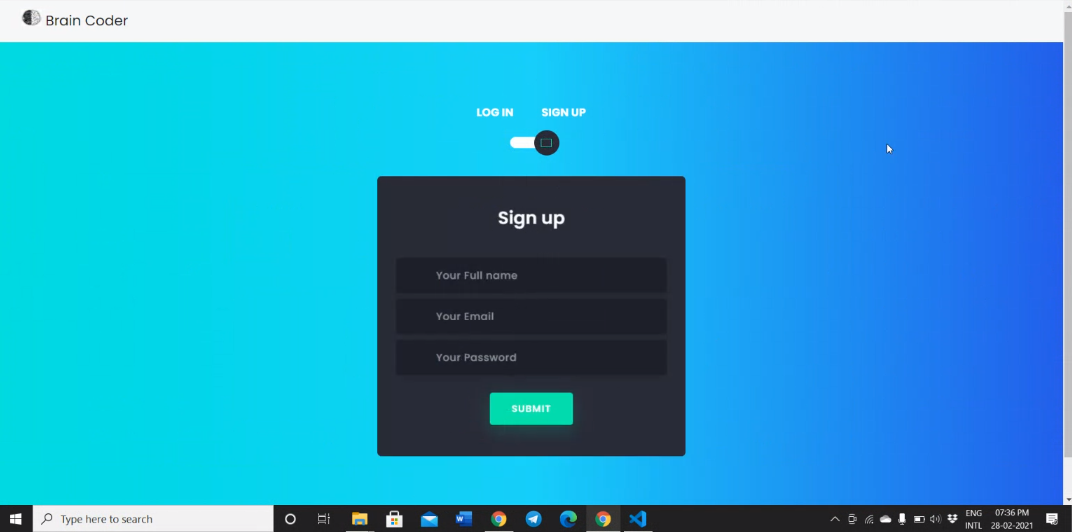 Brain Coder
LOG IN SIGN UP
Sign up
Your Full name
Your Email
Your Password
SUBMIT
Type here to search
ENG
INTL
07:36 PM
28-02-2021